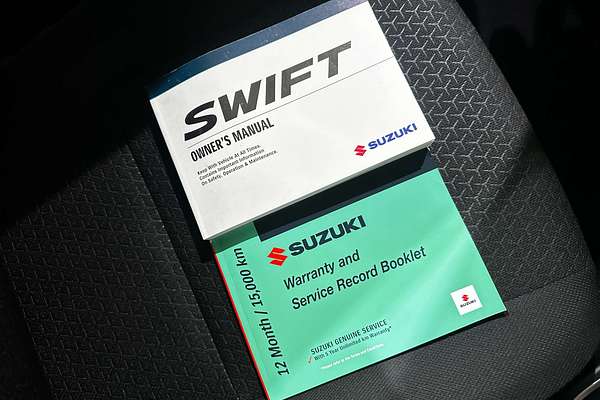 SWIFT
OWNER'S MANUAL
Keep With Vehicle At All Times.
Contains Important Information
On Safety, Operation & Maintenance.
SUZUKI
SUZUKI
Warranty and
Service Record Booklet
12 Month / 15,000 km
SUZUKI GENUINE SERVICE
With 5 Year Unlimited km Warranty*
SUZUKI